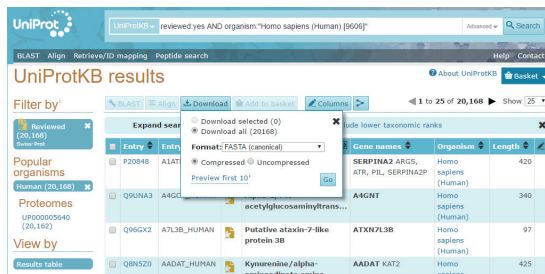 UniProt
UniProtKB reviewed:yes AND organism:"Homo sapiens (Human) [9606]" Advanced Search
BLAST Align Retrieve/ID mapping Peptide search Help Contact
UniProtKB results
About UniProtKB Basket
Filter by
BLAST Align Download Add to basket Columns 1 to 25 of 20,168 Show 25
Reviewed
(20,168)
Swiss-Prot
Download selected (0)
Download all (20168)
Format: FASTA (canonical)
Compressed Uncompressed
Preview first 10 Go
Expand sear
de lower taxonomic ranks
Entry Entry Gene names Organism Length
Popular
organisms
Human (20,168)
Proteomes
UP000005640
(20,162)
View by
Results table
P20848 A1ATI SERPINA2 ARGS,
ATR, PIL, SERPINA2P Homo
sapiens
(Human) 420
Q9UNA3 A4GC
acetylglucosaminyltrans... A4GNT Homo
sapiens
(Human) 340
Q96GX2 A7L3B_HUMAN Putative ataxin-7-like
protein 3B ATXN7L3B Homo
sapiens
(Human) 97
Q8N5Z0 AADAT_HUMAN Kynurenine/alpha- AADAT KAT2 Homo
sapiens 425